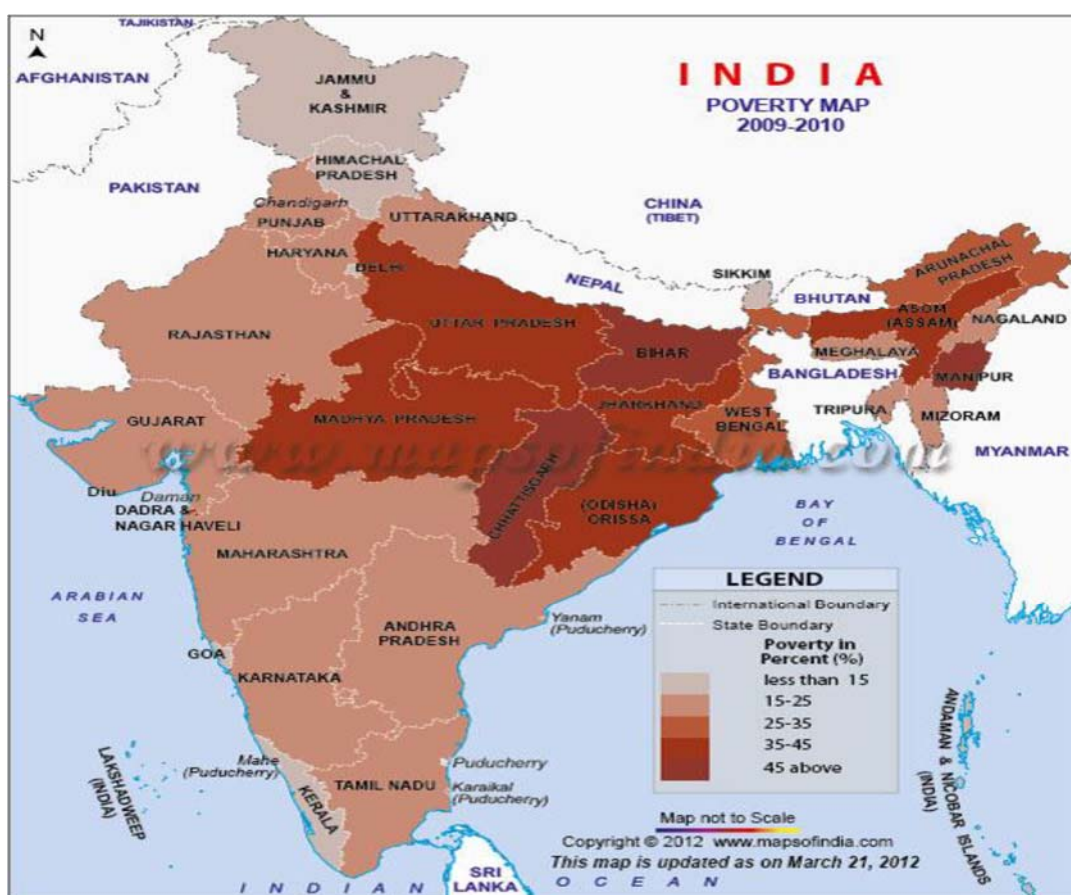 TAJIKISTAN
N
AFGHANISTAN
INDIA
POVERTY MAP
2009-2010
JAMMU
&
KASHMIR
HIMACHAL
PRADESH
PAKISTAN
Chandigarh
PUNJAB
UTTARAKHAND
CHINA
(TIBET)
HARYANA
DELHI
NEPAL
SIKKIM
BHUTAN
ARUNACHAL
PRADESH
ASOM
(ASSAM)
NAGALAND
RAJASTHAN
UTTAR PRADESH
BIHAR
MEGHALAYA
BANGLADESH
MANIPUR
GUJARAT
MADHYA PRADESH
JHARKHAND
WEST
BENGAL
TRIPURA
MIZORAM
www.mapsofindia.com
MYANMAR
CHHATTISGARH
Diu
Daman
DADRA &
NAGAR HAVELI
(ODISHA)
ORISSA
BAY
OF
BENGAL
MAHARASHTRA
ARABIAN
SEA
ANDHRA
PRADESH
Yanam
(Puducherry)
GOA
KARNATAKA
LEGEND
International Boundary
State Boundary
Poverty in
Percent (%)
less than 15
15-25
25-35
35-45
45 above
Mahe
(Puducherry)
Puducherry
KERALA
TAMIL NADU
Karaikal
(Puducherry)
LAKSHADWEEP
(INDIA)
ANDAMAN & NICOBAR ISLANDS
(INDIA)
Map not to Scale
Copyright © 2012 www.mapsofindia.com
This map is updated as on March 21, 2012
SRI
LANKA
INDIAN OCEAN